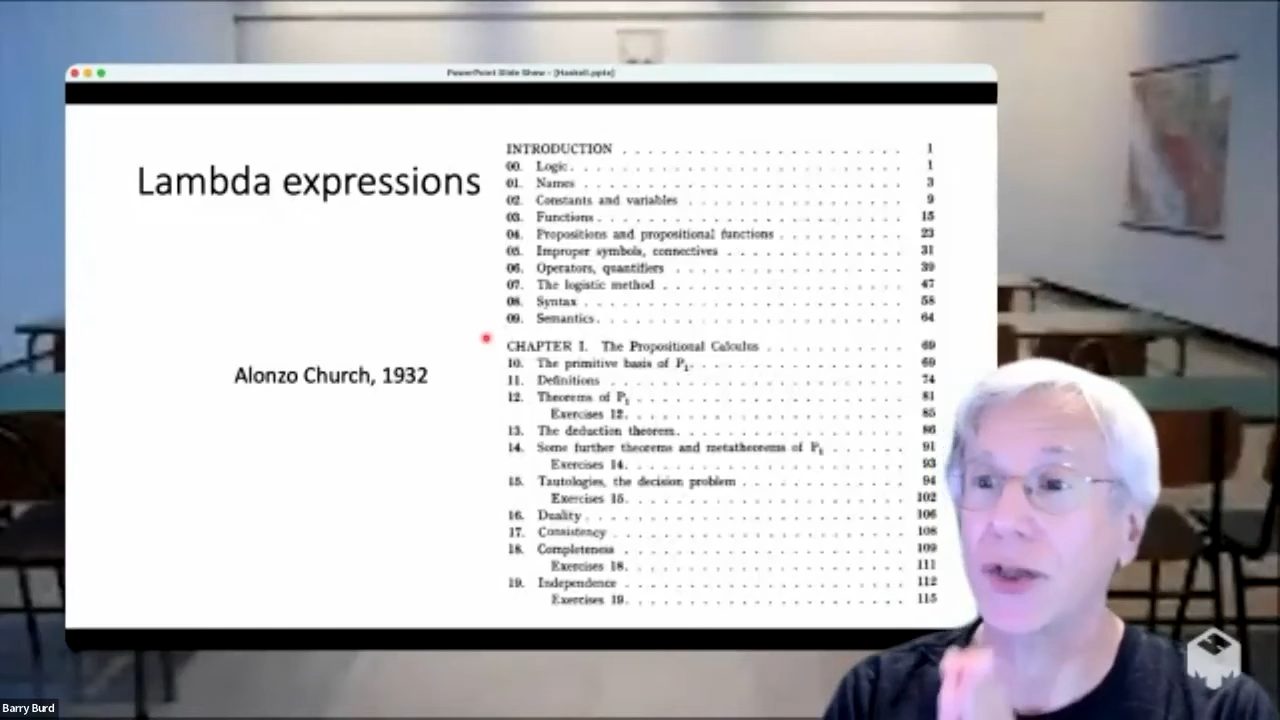 PowerPoint Slide Show - [Haskell.pptx]
Lambda expressions
Alonzo Church, 1932
INTRODUCTION . . . . . . . . . . . . . . . . . . . . 1
00. Logic . . . . . . . . . . . . . . . . . . . . 1
01. Names . . . . . . . . . . . . . . . . . . . . 3
02. Constants and variables . . . . . . . . . . . . . . 9
03. Functions . . . . . . . . . . . . . . . . . . . 15
04. Propositions and propositional functions . . . . . . . . 23
05. Improper symbols, connectives . . . . . . . . . . . 31
06. Operators, quantifiers . . . . . . . . . . . . . . 39
07. The logistic method . . . . . . . . . . . . . . . 47
08. Syntax . . . . . . . . . . . . . . . . . . . . 58
09. Semantics . . . . . . . . . . . . . . . . . . . 64
CHAPTER I. The Propositional Calculus . . . . . . . . . 69
10. The primitive basis of P₁ . . . . . . . . . . . . . 69
11. Definitions . . . . . . . . . . . . . . . . . . 74
12. Theorems of P₁ . . . . . . . . . . . . . . . . . 81
Exercises 12 . . . . . . . . . . . . . . . . . . 85
13. The deduction theorem . . . . . . . . . . . . . . 86
14. Some further theorems and metatheorems of P₁ . . . . . 91
Exercises 14 . . . . . . . . . . . . . . . . . . 93
15. Tautologies, the decision problem . . . . . . . . . . 94
Exercises 15 . . . . . . . . . . . . . . . . . . 102
16. Duality . . . . . . . . . . . . . . . . . . . . 106
17. Consistency . . . . . . . . . . . . . . . . . . 108
18. Completeness . . . . . . . . . . . . . . . . . . 109
Exercises 18 . . . . . . . . . . . . . . . . . . 111
19. Independence . . . . . . . . . . . . . . . . . . 112
Exercises 19 . . . . . . . . . . . . . . . . . . 115
Barry Burd